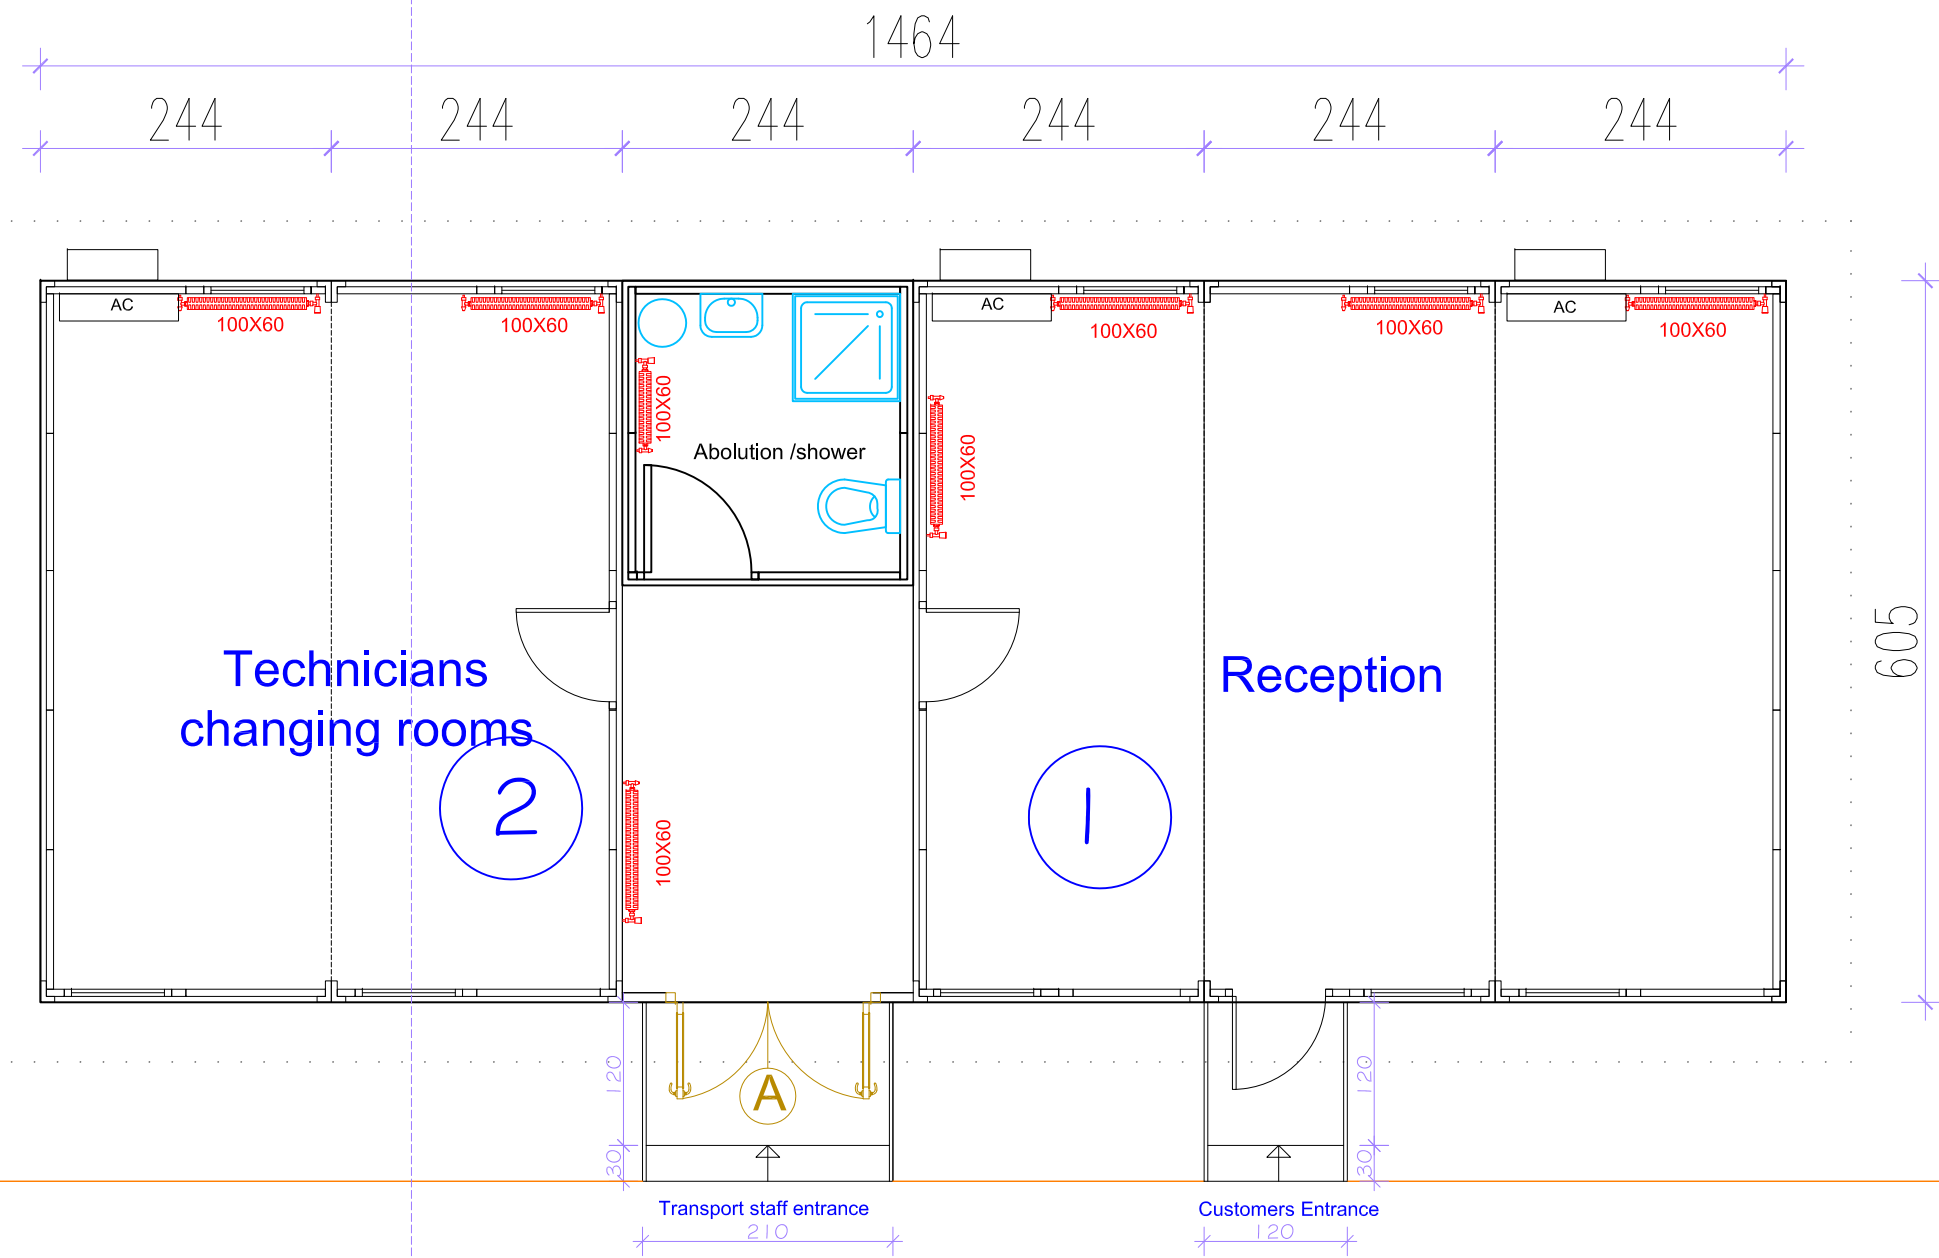 1464
244 244 244 244 244 244
AC AC AC
100X60 100X60 100X60 100X60 100X60
100X60
100X60
Abolution /shower
605
Technicians
changing rooms
Reception
2
1
100X60
120
120
A
30
30
Transport staff entrance
Customers Entrance
210
120